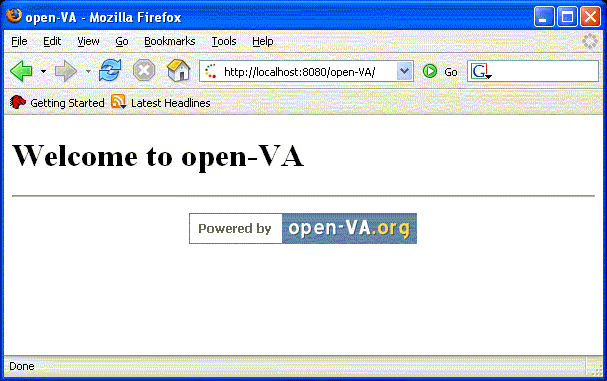 open-VA - Mozilla Firefox
File Edit View Go Bookmarks Tools Help
http://localhost:8080/open-VA/ Go G
Getting Started Latest Headlines
Welcome to open-VA
Powered by open-VA.org
Done